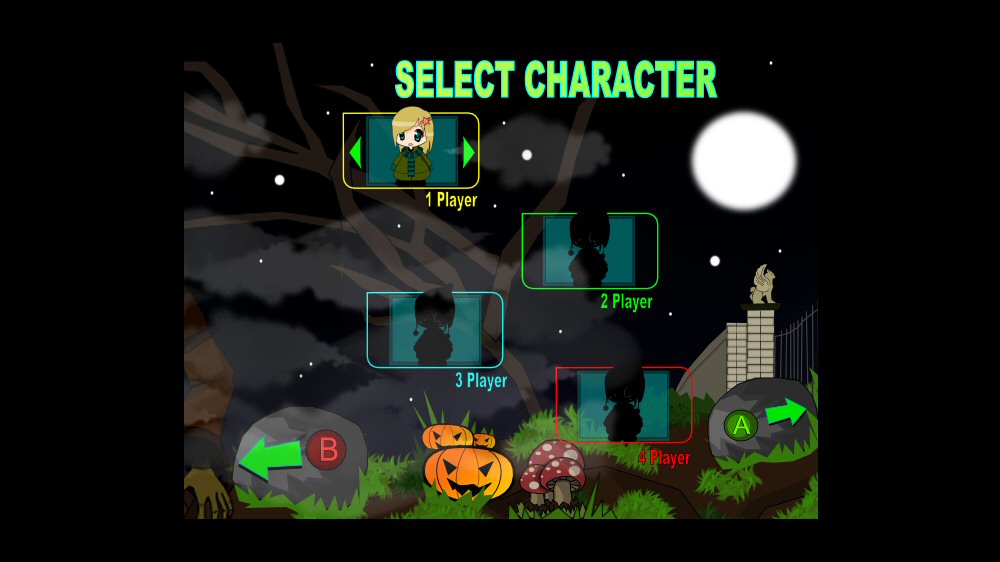 SELECT CHARACTER
1 Player
2 Player
3 Player
4 Player
B
A